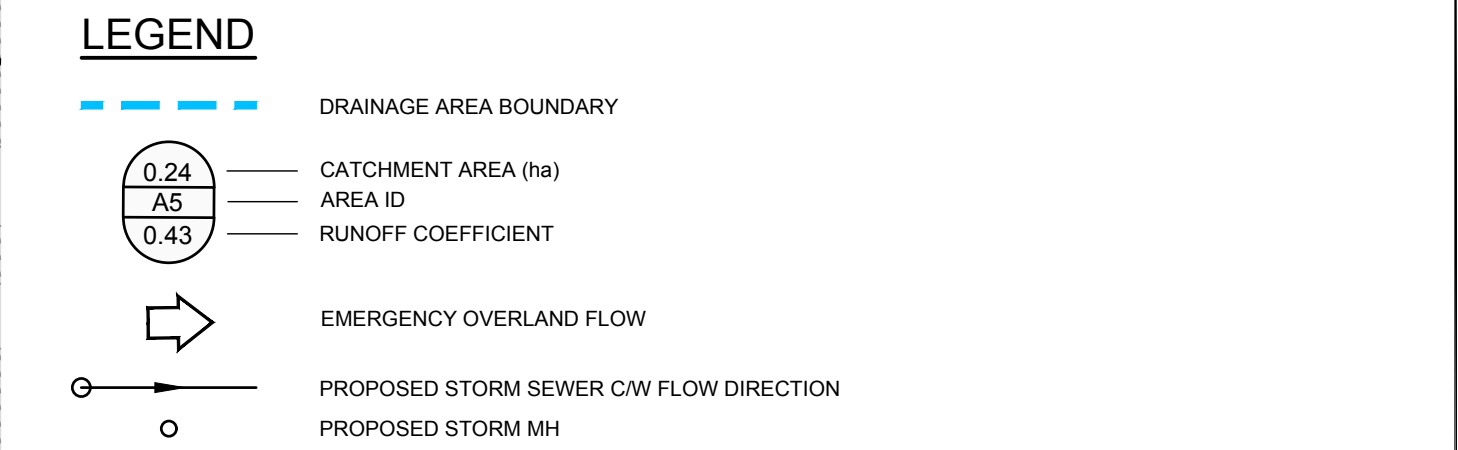 LEGEND
DRAINAGE AREA BOUNDARY
0.24 CATCHMENT AREA (ha)
A5 AREA ID
0.43 RUNOFF COEFFICIENT
EMERGENCY OVERLAND FLOW
PROPOSED STORM SEWER C/W FLOW DIRECTION
PROPOSED STORM MH